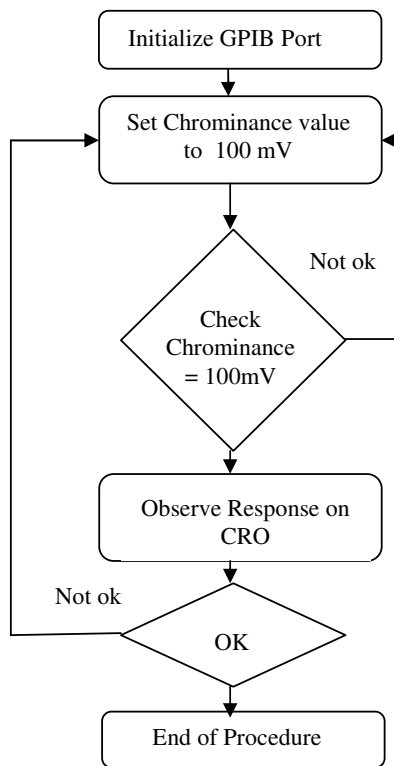 Initialize GPIB Port
Set Chrominance value
to 100 mV
Not ok
Check
Chrominance
= 100mV
Observe Response on
CRO
Not ok
OK
End of Procedure